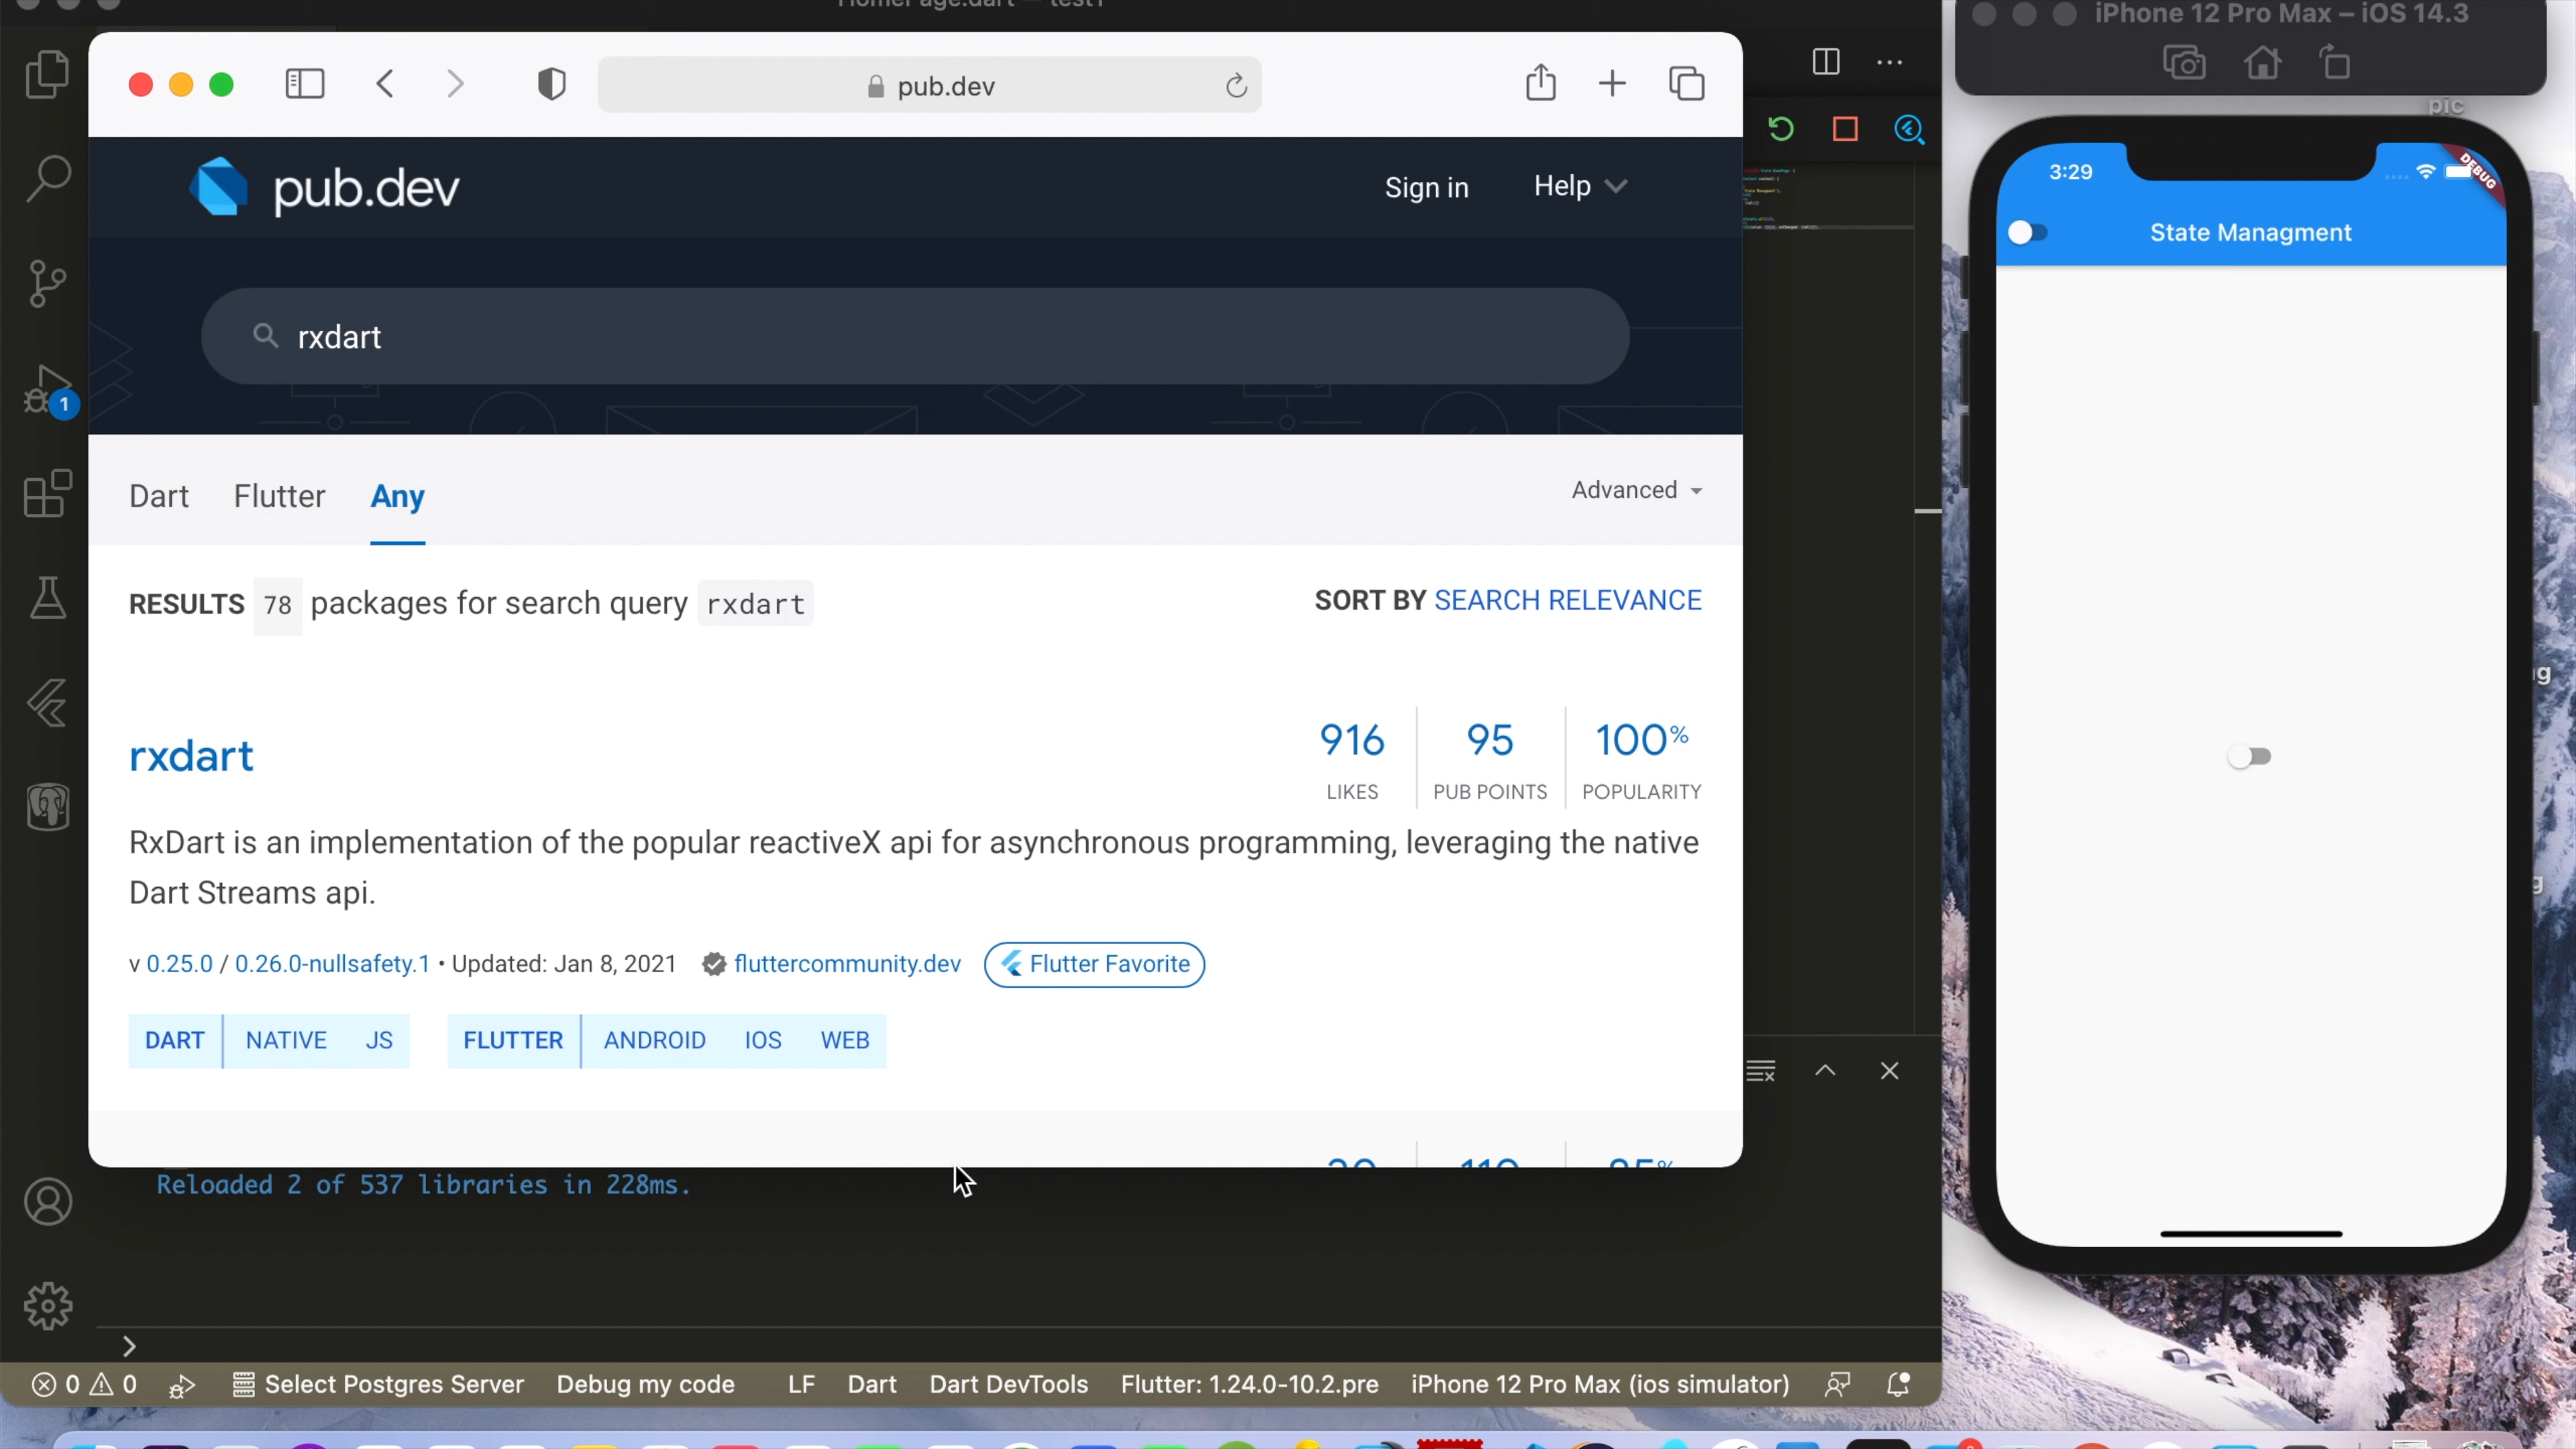 HomePage.dart — test1
iPhone 12 Pro Max – iOS 14.3
pub.dev
pic
pub.dev
Sign in
Help
3:29
DEBUG
State Managment
rxdart
1
Dart
Flutter
Any
Advanced
RESULTS 78 packages for search query rxdart
SORT BY SEARCH RELEVANCE
rxdart
916
LIKES
95
PUB POINTS
100%
POPULARITY
RxDart is an implementation of the popular reactiveX api for asynchronous programming, leveraging the native
Dart Streams api.
v 0.25.0 / 0.26.0-nullsafety.1 • Updated: Jan 8, 2021
fluttercommunity.dev
Flutter Favorite
DART NATIVE JS
FLUTTER ANDROID IOS WEB
Reloaded 2 of 537 libraries in 228ms.
0 0 Select Postgres Server Debug my code LF Dart Dart DevTools Flutter: 1.24.0-10.2.pre iPhone 12 Pro Max (ios simulator)